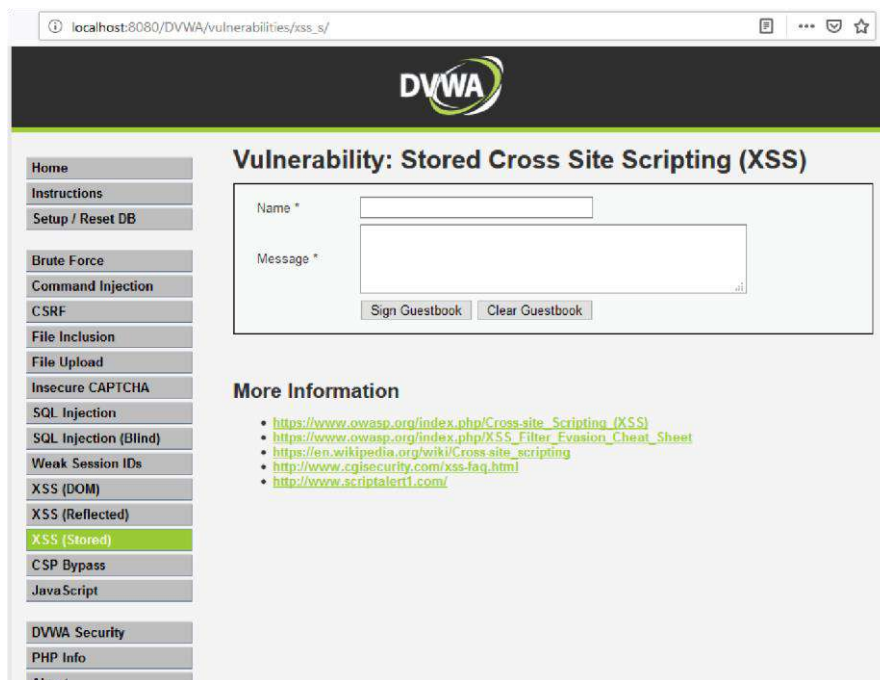 localhost:8080/DVWA/vulnerabilities/xss_s/
DVWA
Home
Instructions
Setup / Reset DB
Brute Force
Command Injection
CSRF
File Inclusion
File Upload
Insecure CAPTCHA
SQL Injection
SQL Injection (Blind)
Weak Session IDs
XSS (DOM)
XSS (Reflected)
XSS (Stored)
CSP Bypass
JavaScript
DVWA Security
PHP Info
Vulnerability: Stored Cross Site Scripting (XSS)
Name *
Message *
Sign Guestbook Clear Guestbook
More Information
https://www.owasp.org/index.php/Cross-site_Scripting_(XSS)
https://www.owasp.org/index.php/XSS_Filter_Evasion_Cheat_Sheet
https://en.wikipedia.org/wiki/Cross-site_scripting
http://www.cgisecurity.com/xss-faq.html
http://www.scriptalert1.com/